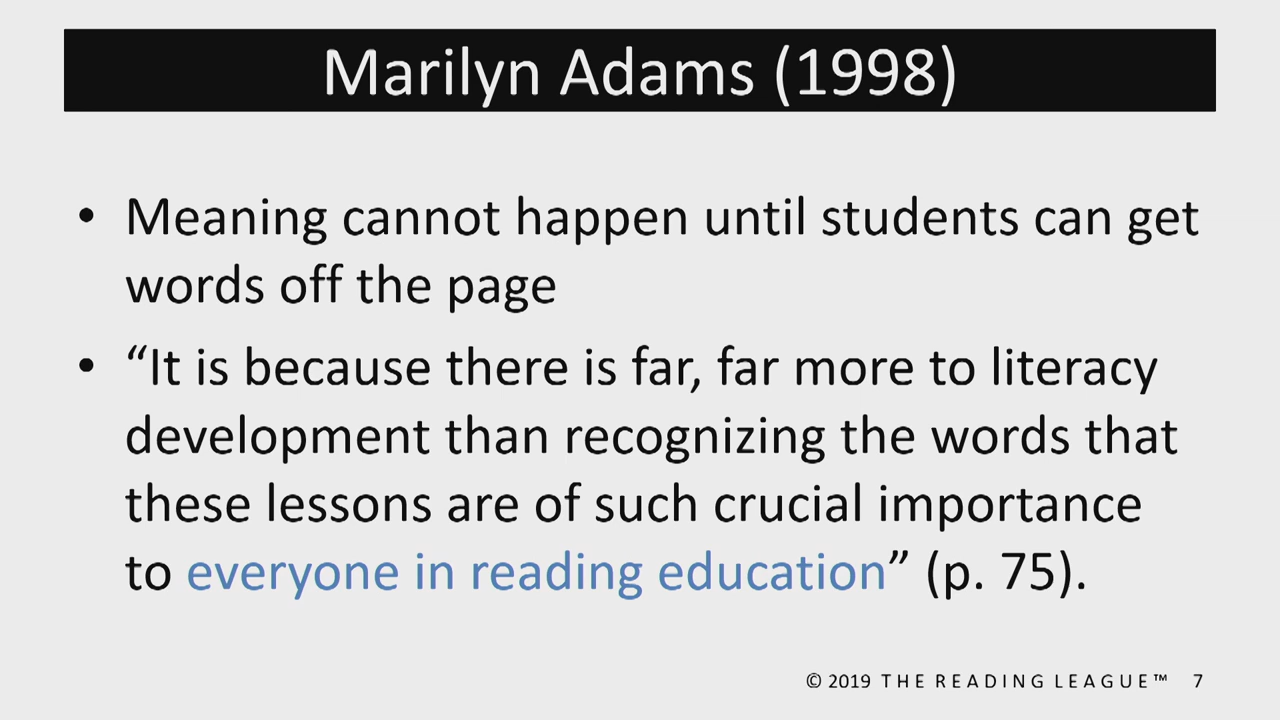 Marilyn Adams (1998)
• Meaning cannot happen until students can get
words off the page
• “It is because there is far, far more to literacy
development than recognizing the words that
these lessons are of such crucial importance
to everyone in reading education” (p. 75).
© 2019 THE READING LEAGUE™ 7